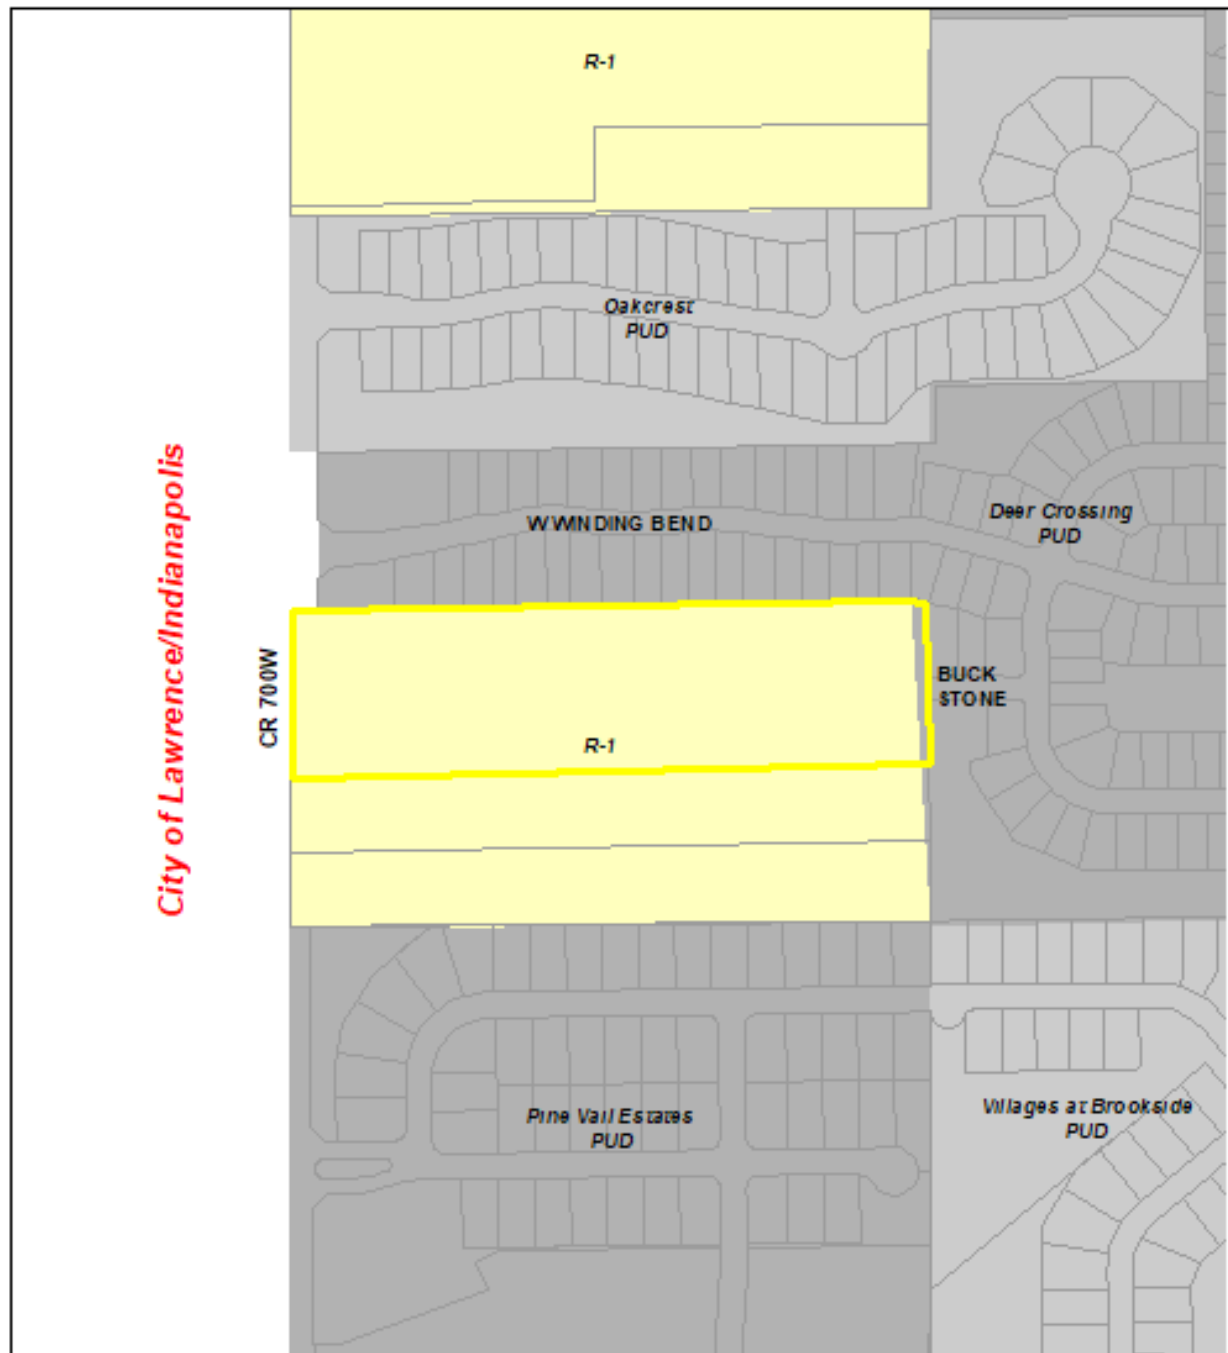 R-1
Oakcrest
PUD
W WINDING BEND
Deer Crossing
PUD
City of Lawrence/Indianapolis
CR 700W
BUCK
STONE
R-1
Pine Vail Estates
PUD
Villages at Brookside
PUD